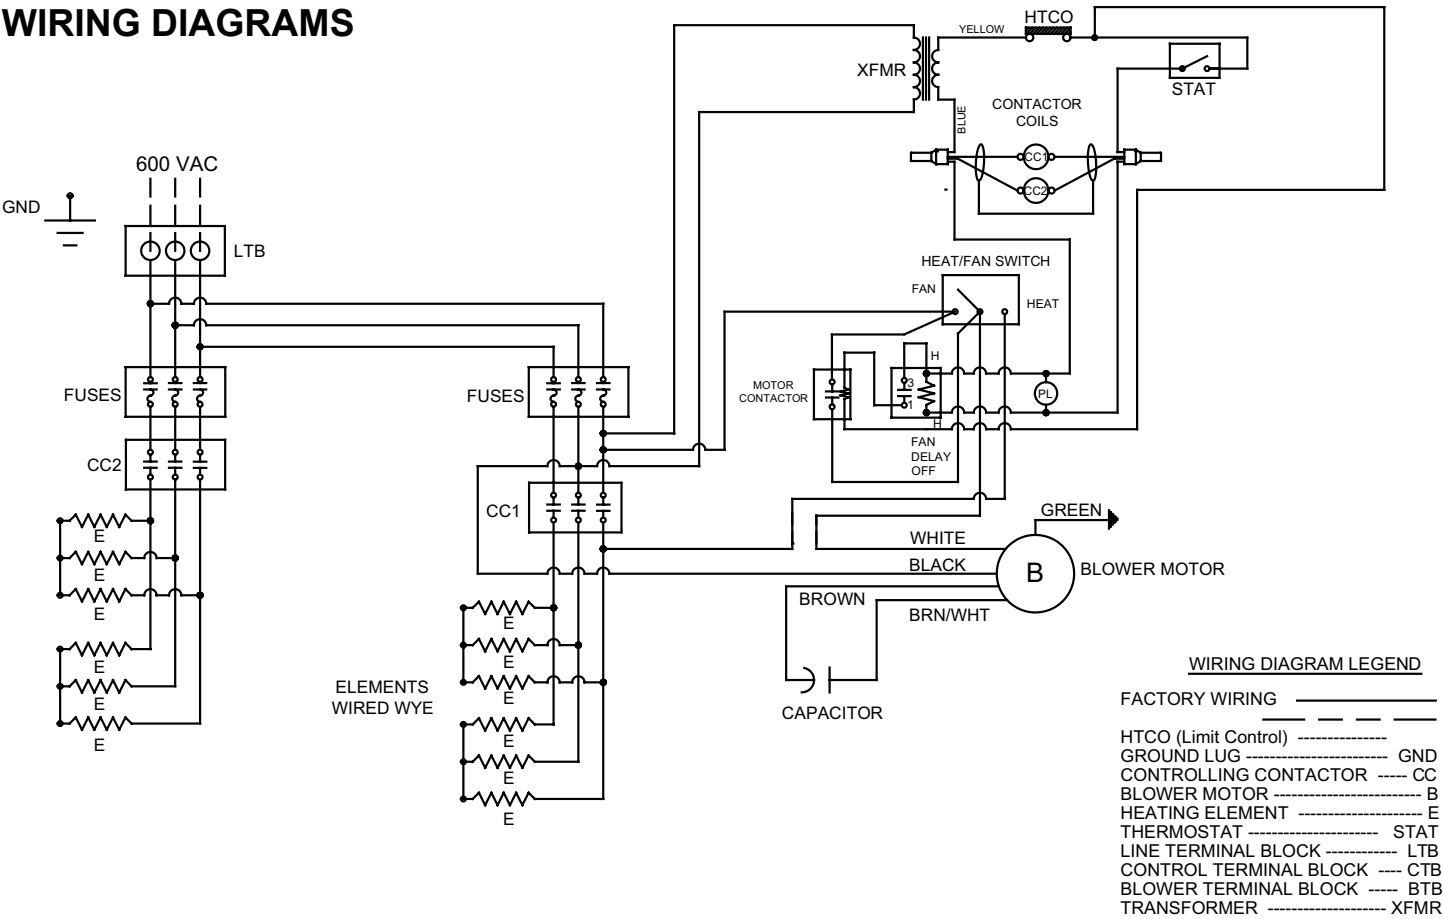 WIRING DIAGRAMS
HTCO
YELLOW
XFMR
STAT
BLUE
CONTACTOR
COILS
CC1
CC2
600 VAC
GND
LTB
HEAT/FAN SWITCH
FAN
HEAT
FUSES
FUSES
MOTOR
CONTACTOR
H
3
1
H
PL
FAN
DELAY
OFF
CC2
CC1
GREEN
WHITE
BLACK
B
BLOWER MOTOR
BROWN
BRN/WHT
CAPACITOR
E
E
E
E
E
E
E
E
E
E
E
E
ELEMENTS
WIRED WYE
WIRING DIAGRAM LEGEND
FACTORY WIRING
HTCO (Limit Control) ---------------
GROUND LUG ------------------------- GND
CONTROLLING CONTACTOR ----- CC
BLOWER MOTOR -------------------------- B
HEATING ELEMENT ---------------------- E
THERMOSTAT ----------------------- STAT
LINE TERMINAL BLOCK ------------ LTB
CONTROL TERMINAL BLOCK ---- CTB
BLOWER TERMINAL BLOCK ----- BTB
TRANSFORMER --------------------- XFMR